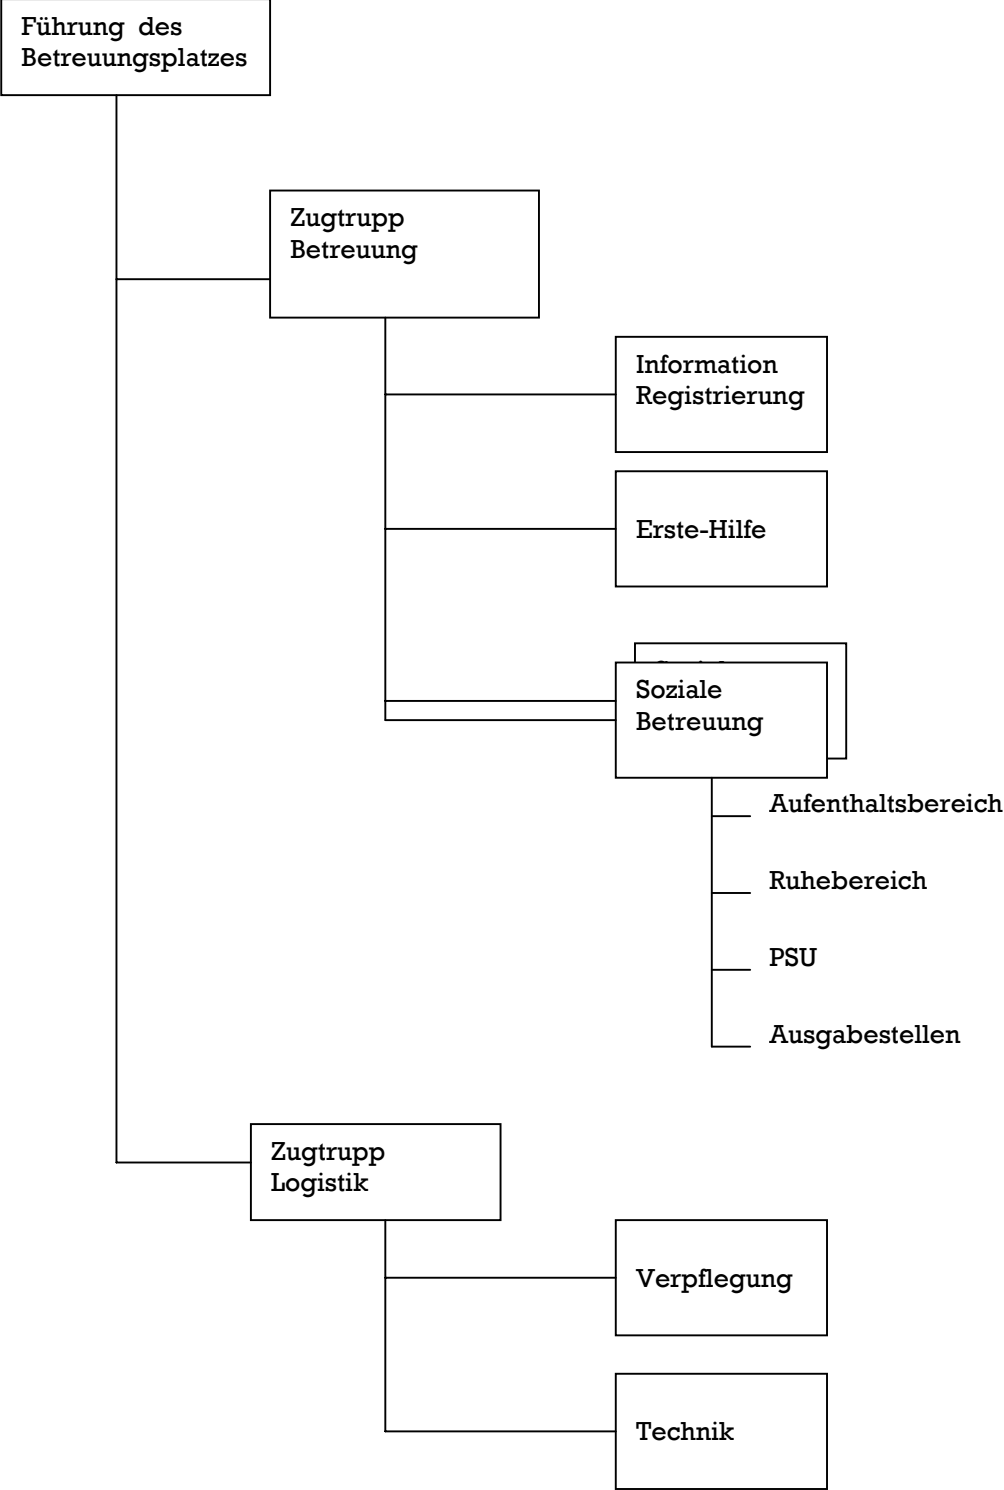 Führung des
Betreuungsplatzes
Zugtrupp
Betreuung
Information
Registrierung
Erste-Hilfe
Soziale
Betreuung
Aufenthaltsbereich
Ruhebereich
PSU
Ausgabestellen
Zugtrupp
Logistik
Verpflegung
Technik